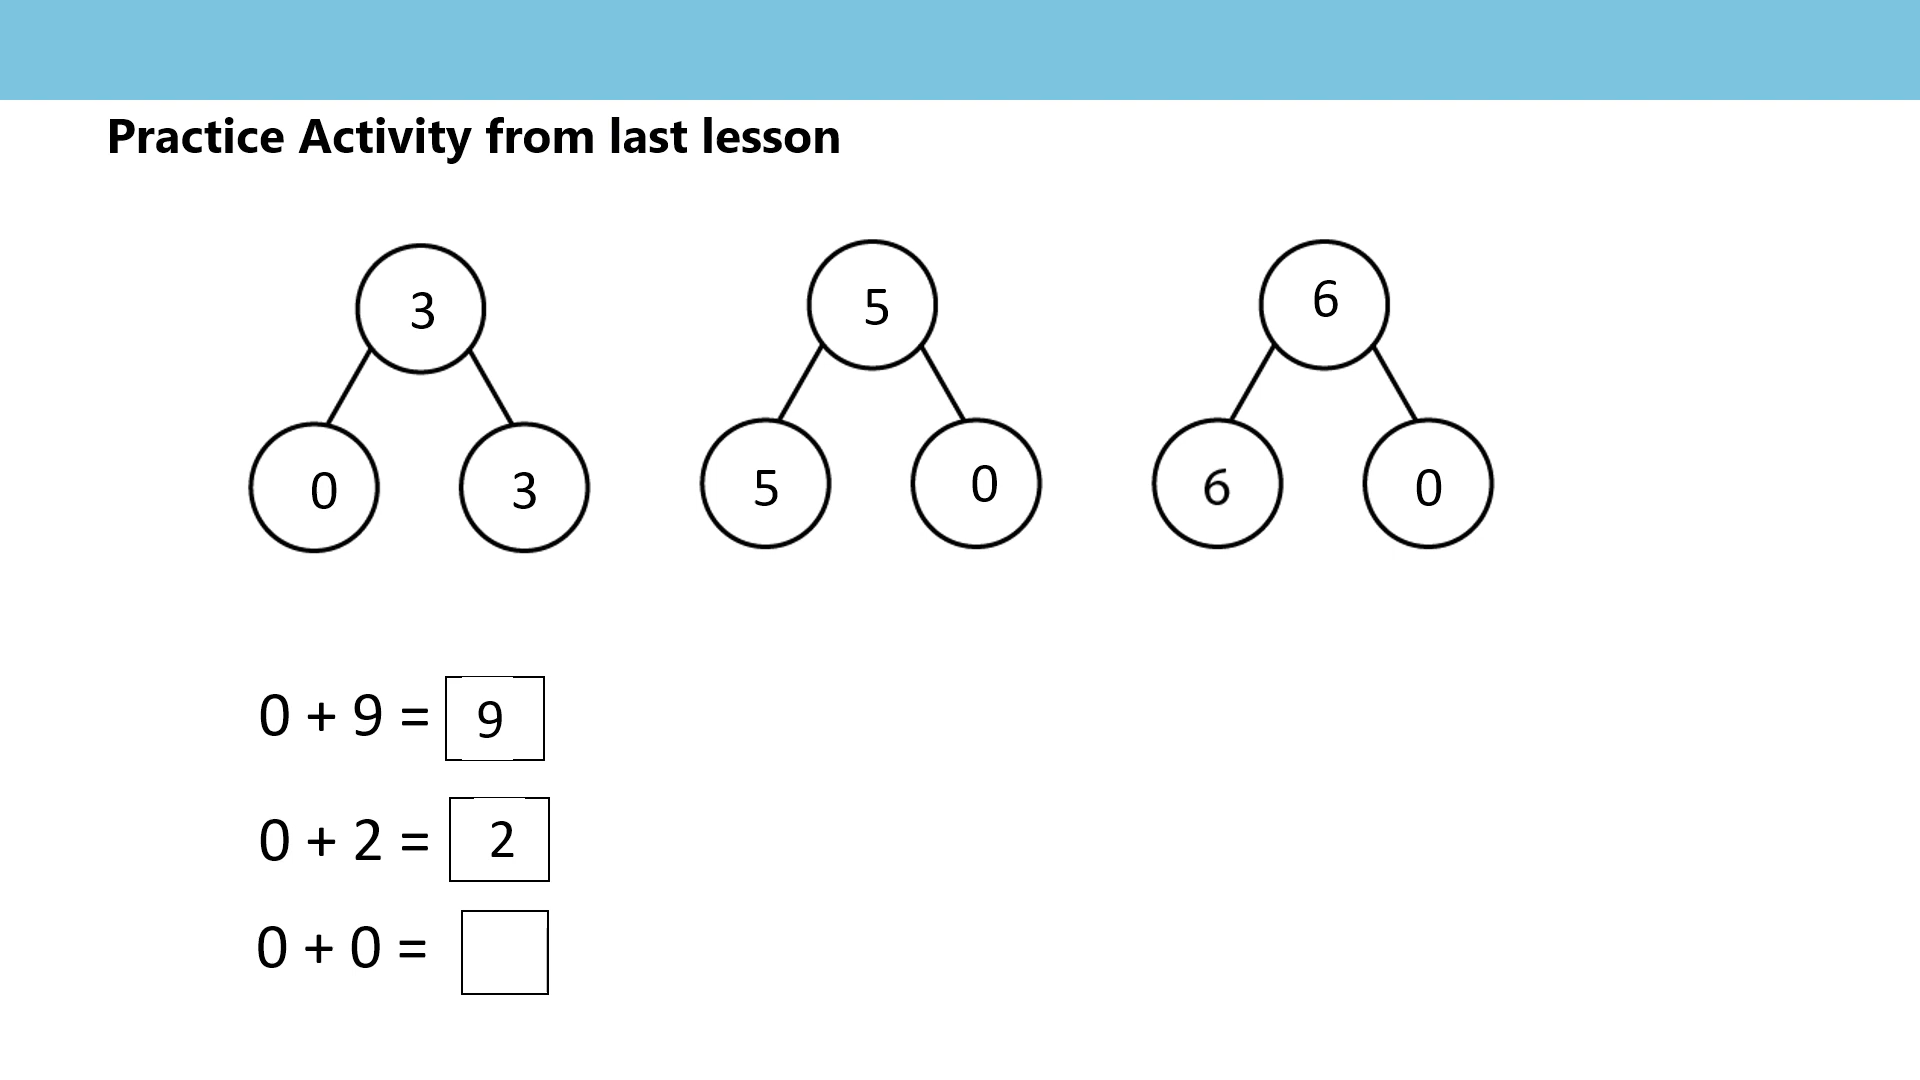 Practice Activity from last lesson
3
0 3
5
5 0
6
6 0
0 + 9 = 9
0 + 2 = 2
0 + 0 =